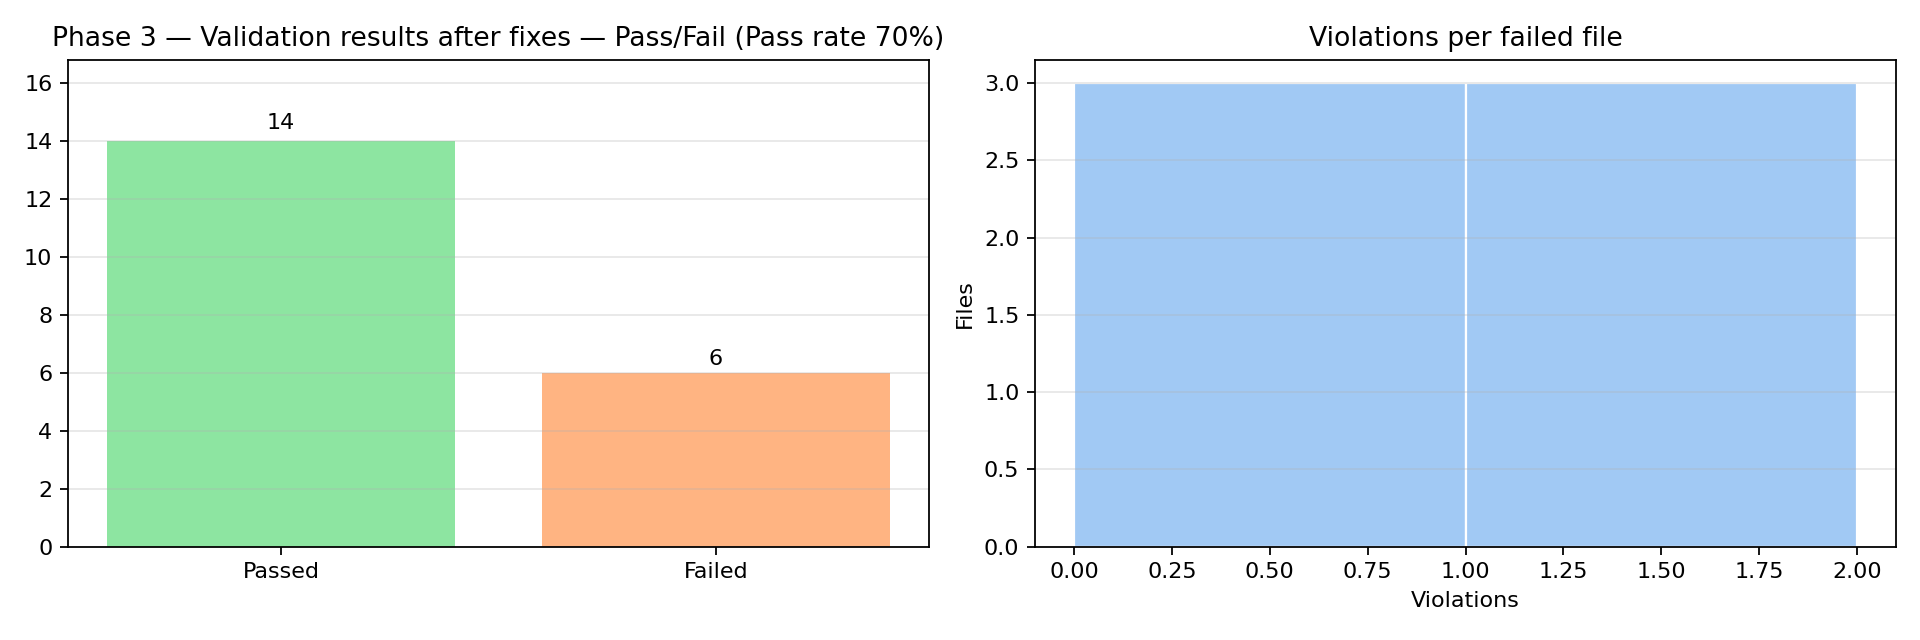 Phase 3 — Validation results after fixes — Pass/Fail (Pass rate 70%)
16
14
12
10
8
6
4
2
0
14
6
Passed
Failed
Violations per failed file
Files
3.0
2.5
2.0
1.5
1.0
0.5
0.0
0.00 0.25 0.50 0.75 1.00 1.25 1.50 1.75 2.00
Violations